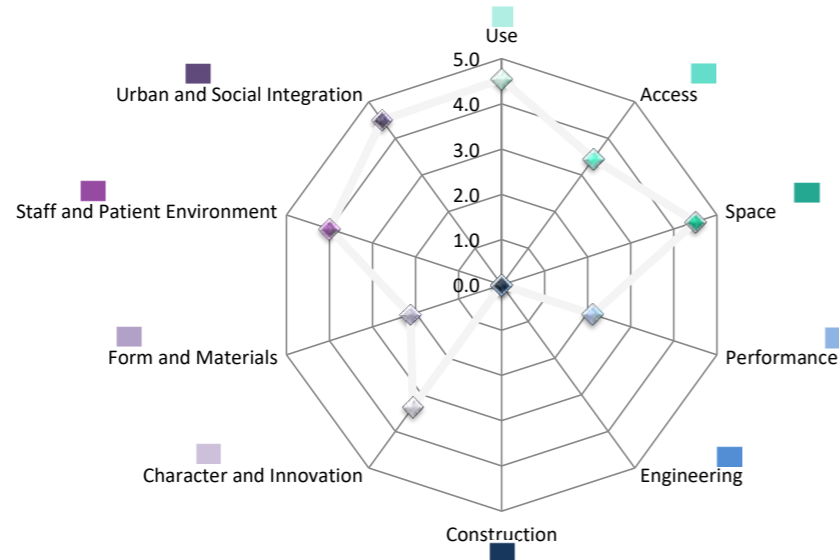 Use
5.0
Urban and Social Integration
Access
4.0
3.0
Staff and Patient Environment
2.0
Space
1.0
0.0
Form and Materials
Performance
Character and Innovation
Engineering
Construction